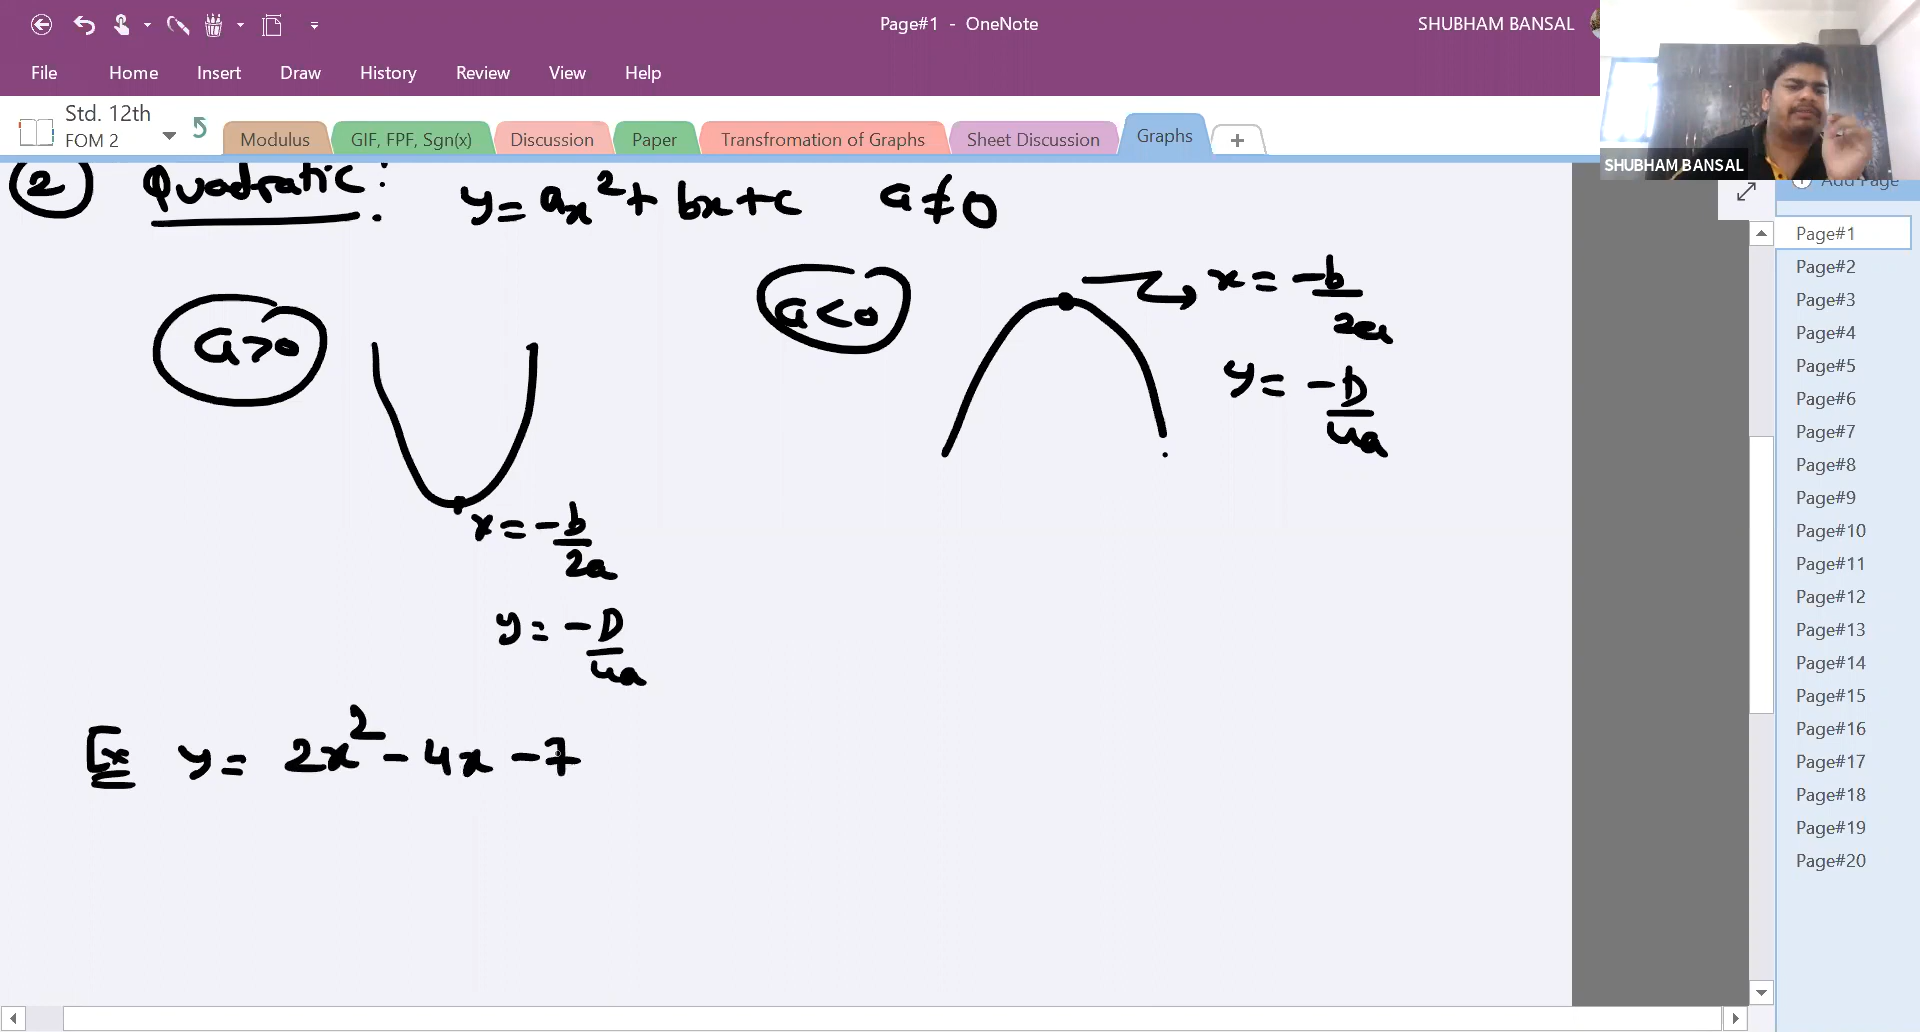 Page#1 - OneNote
SHUBHAM BANSAL
File Home Insert Draw History Review View Help
Std. 12th
FOM 2
Modulus GIF, FPF, Sgn(x) Discussion Paper Transfromation of Graphs Sheet Discussion Graphs +
SHUBHAM BANSAL
Add Page
② Quadratic: y = ax² + bx + c a ≠ 0
a > 0
x = -b/2a
y = -D/4a
a < 0
x = -b/2a
y = -D/4a
Ex y = 2x² - 4x - 7
Page#1
Page#2
Page#3
Page#4
Page#5
Page#6
Page#7
Page#8
Page#9
Page#10
Page#11
Page#12
Page#13
Page#14
Page#15
Page#16
Page#17
Page#18
Page#19
Page#20